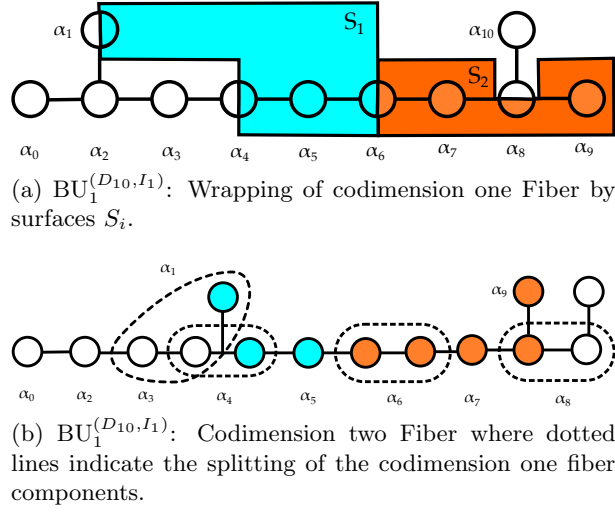 α₁ S₁ α₁₀
S₂
α₀ α₂ α₃ α₄ α₅ α₆ α₇ α₈ α₉
(a) BU₁^(D₁₀,I₁): Wrapping of codimension one Fiber by
surfaces Sᵢ.
α₁ α₉
α₀ α₂ α₃ α₄ α₅ α₆ α₇ α₈
(b) BU₁^(D₁₀,I₁): Codimension two Fiber where dotted
lines indicate the splitting of the codimension one fiber
components.